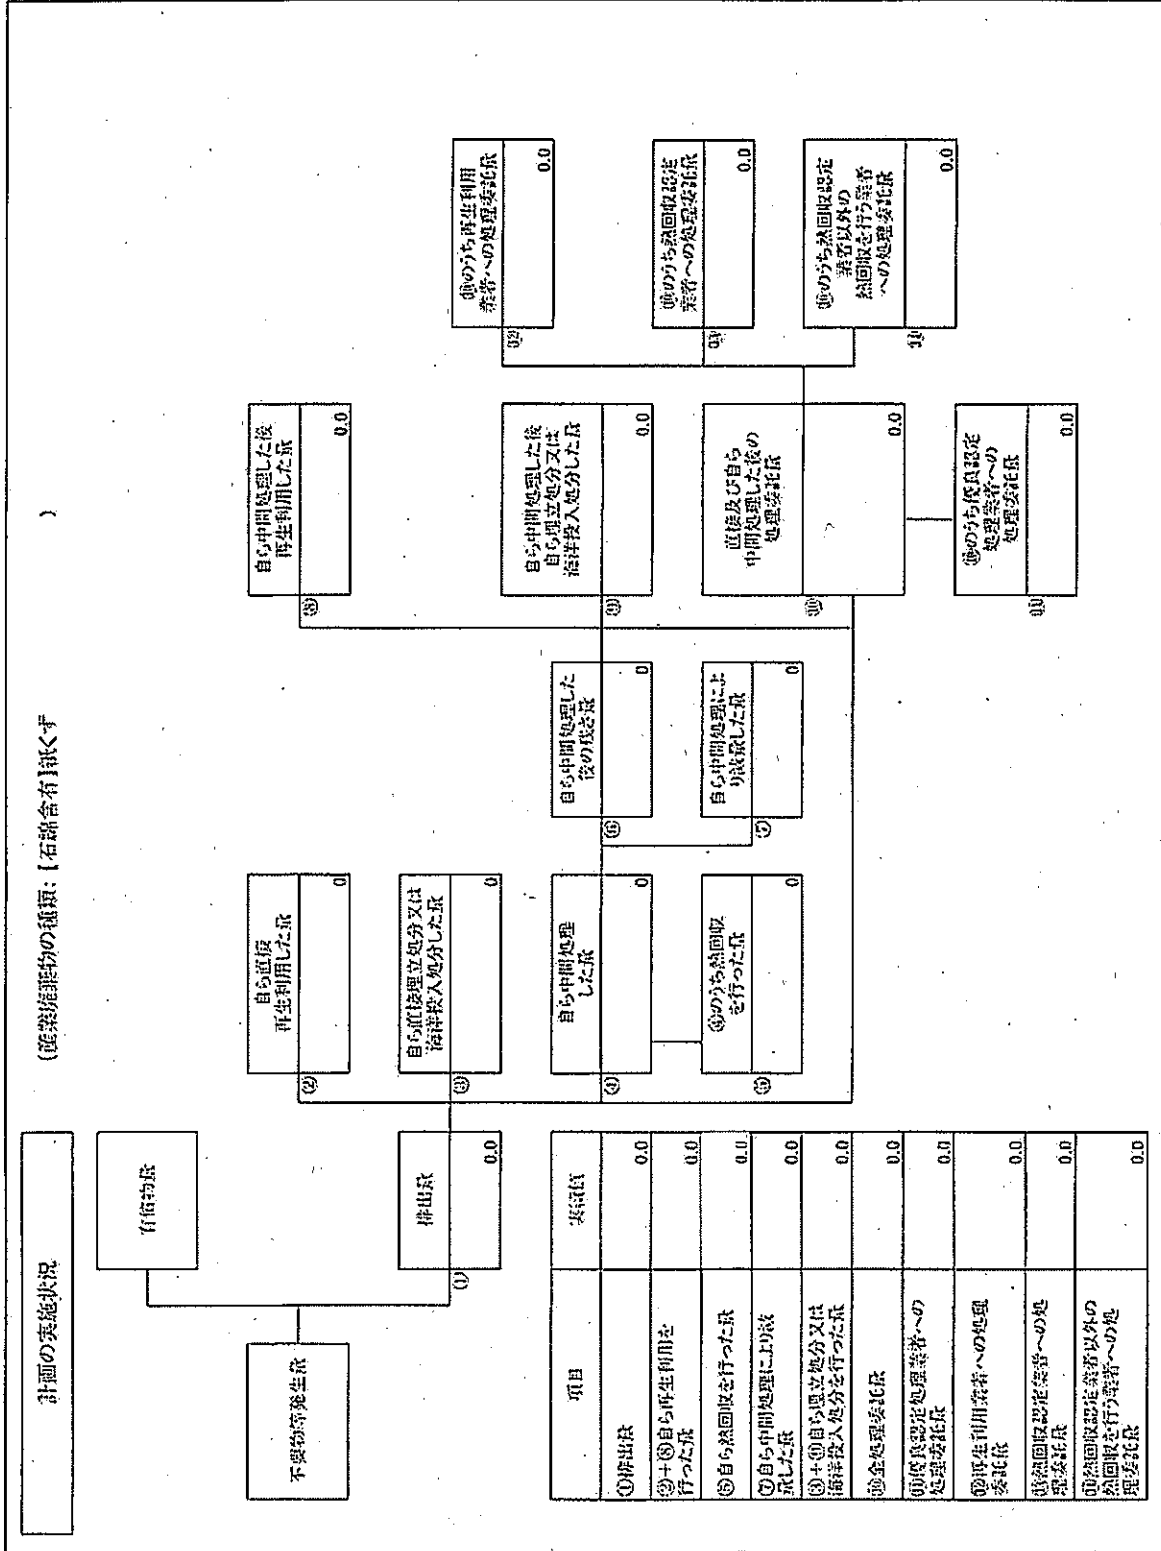 計画の実施状況
(産業廃棄物の種類:【石綿含有】紙くず
)
不要物等発生量
有価物量
排出量
①
0.0
②
自ら直接
再生利用した量
0
③
自ら直接埋立処分又は
海洋投入処分した量
0
④
自ら中間処理
した量
0
⑤
④のうち熱回収
を行った量
0
⑥
自ら中間処理した
後の残さ量
0
⑦
自ら中間処理によ
り減量した量
0
⑧
自ら中間処理した後
再生利用した量
0.0
⑨
自ら中間処理した後
自ら埋立処分又は
海洋投入処分した量
0.0
⑩
直接及び自ら
中間処理した後の
処理委託量
0.0
⑪
⑩のうち優良認定
処理業者への
処理委託量
0.0
⑫
⑩のうち再生利用
業者への処理委託量
0.0
⑬
⑩のうち熱回収認定
業者への処理委託量
0.0
⑭
⑩のうち熱回収認定
業者以外の
熱回収を行う業者
への処理委託量
0.0
項目
実績値
①排出量
0.0
②+⑧自ら再生利用を
行った量
0.0
⑤自ら熱回収を行った量
0.0
⑦自ら中間処理により減
量した量
0.0
③+⑨自ら埋立処分又は
海洋投入処分を行った量
0.0
⑩全処理委託量
0.0
⑪優良認定処理業者への
処理委託量
0.0
⑫再生利用業者への処理
委託量
0.0
⑬熱回収認定業者への処
理委託量
0.0
⑭熱回収認定業者以外の
熱回収を行う業者への処
理委託量
0.0